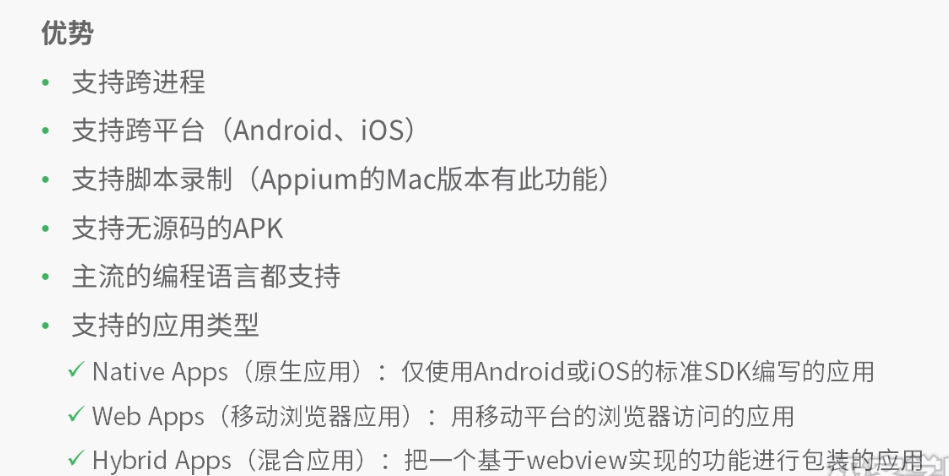 优势
• 支持跨进程
• 支持跨平台（Android、iOS）
• 支持脚本录制（Appium的Mac版本有此功能）
• 支持无源码的APK
• 主流的编程语言都支持
• 支持的应用类型
✓ Native Apps（原生应用）：仅使用Android或iOS的标准SDK编写的应用
✓ Web Apps（移动浏览器应用）：用移动平台的浏览器访问的应用
✓ Hybrid Apps（混合应用）：把一个基于webview实现的功能进行包装的应用